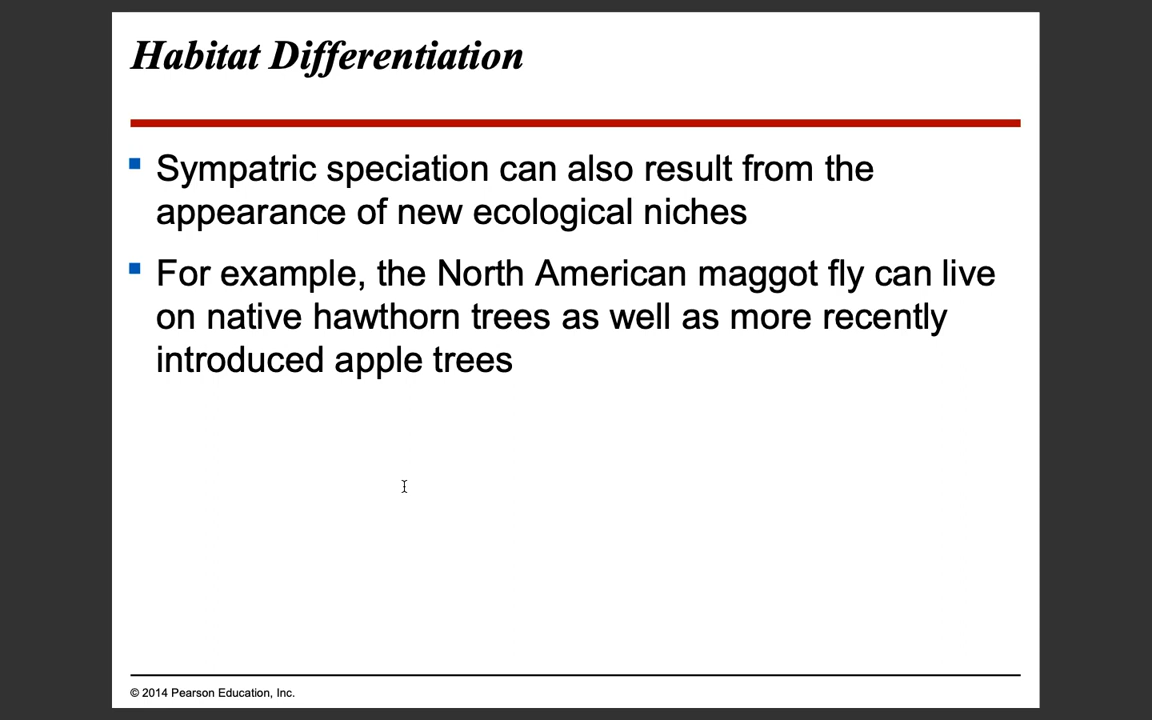 Habitat Differentiation
Sympatric speciation can also result from the
appearance of new ecological niches
For example, the North American maggot fly can live
on native hawthorn trees as well as more recently
introduced apple trees
© 2014 Pearson Education, Inc.